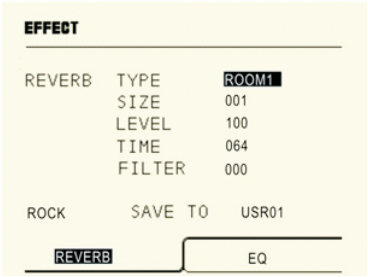 EFFECT
REVERB TYPE ROOM1
SIZE 001
LEVEL 100
TIME 064
FILTER 000
ROCK SAVE TO USR01
REVERB EQ